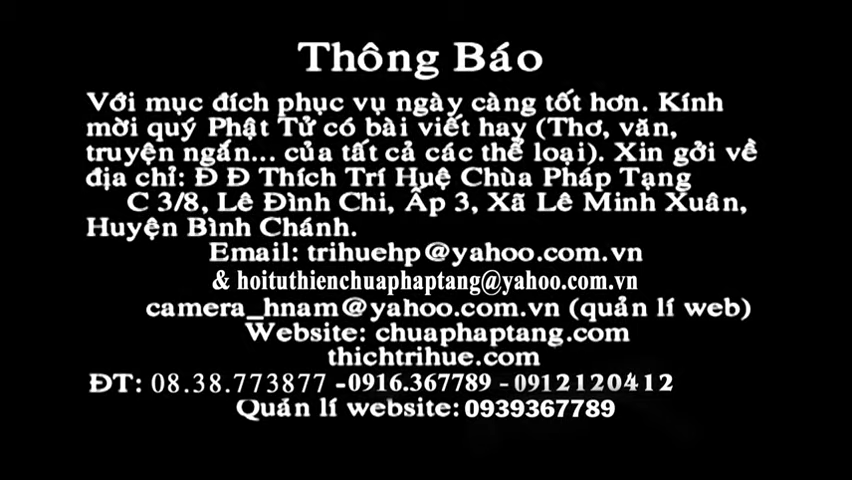 Thông Báo
Với mục đích phục vụ ngày càng tốt hơn. Kính
mời quý Phật Tử có bài viết hay (Thơ, văn,
truyện ngắn... của tất cả các thể loại). Xin gởi về
địa chỉ: Đ Đ Thích Trí Huệ Chùa Pháp Tạng
C 3/8, Lê Đình Chi, Ấp 3, Xã Lê Minh Xuân,
Huyện Bình Chánh.
Email: trihuehp@yahoo.com.vn
& hoituthienchuaphaptang@yahoo.com.vn
camera_hnam@yahoo.com.vn (quản lí web)
Website: chuaphaptang.com
thichtrihue.com
ĐT: 08.38.773877 -0916.367789 - 0912120412
Quản lí website: 0939367789